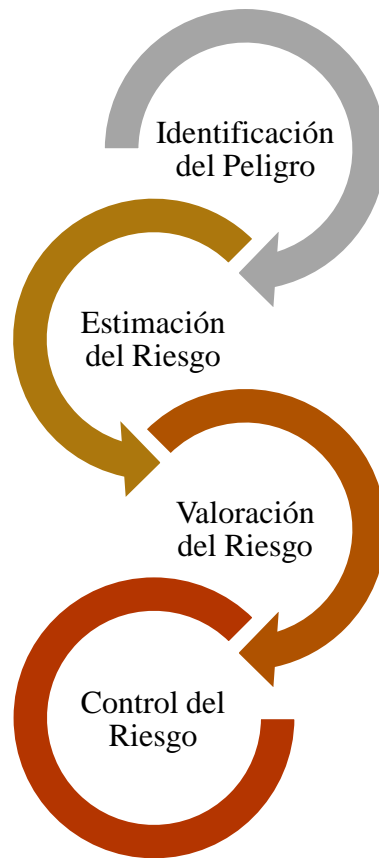 Identificación
del Peligro
Estimación
del Riesgo
Valoración
del Riesgo
Control del
Riesgo